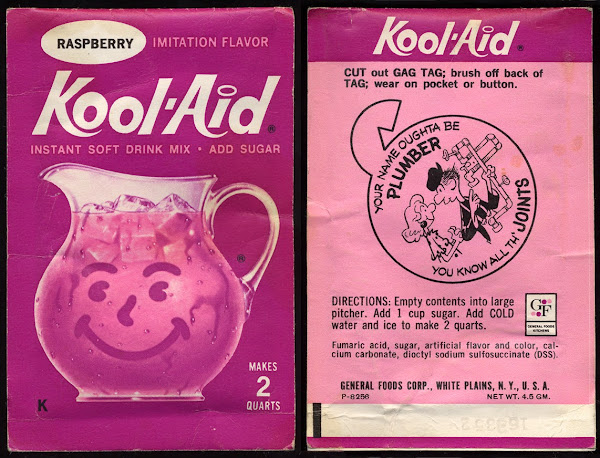 RASPBERRY IMITATION FLAVOR
Kool-Aid®
INSTANT SOFT DRINK MIX • ADD SUGAR
®
MAKES
2
QUARTS
K
Kool-Aid®
CUT out GAG TAG; brush off back of
TAG; wear on pocket or button.
YOUR NAME OUGHTA BE
PLUMBER
YOU KNOW ALL TH' JOINTS
DIRECTIONS: Empty contents into large
pitcher. Add 1 cup sugar. Add COLD
water and ice to make 2 quarts.
GF
GENERAL FOODS
KITCHENS
Fumaric acid, sugar, artificial flavor and color, cal-
cium carbonate, dioctyl sodium sulfosuccinate (DSS).
GENERAL FOODS CORP., WHITE PLAINS, N.Y., U.S.A.
P-8256 NET WT. 4.5 GM.